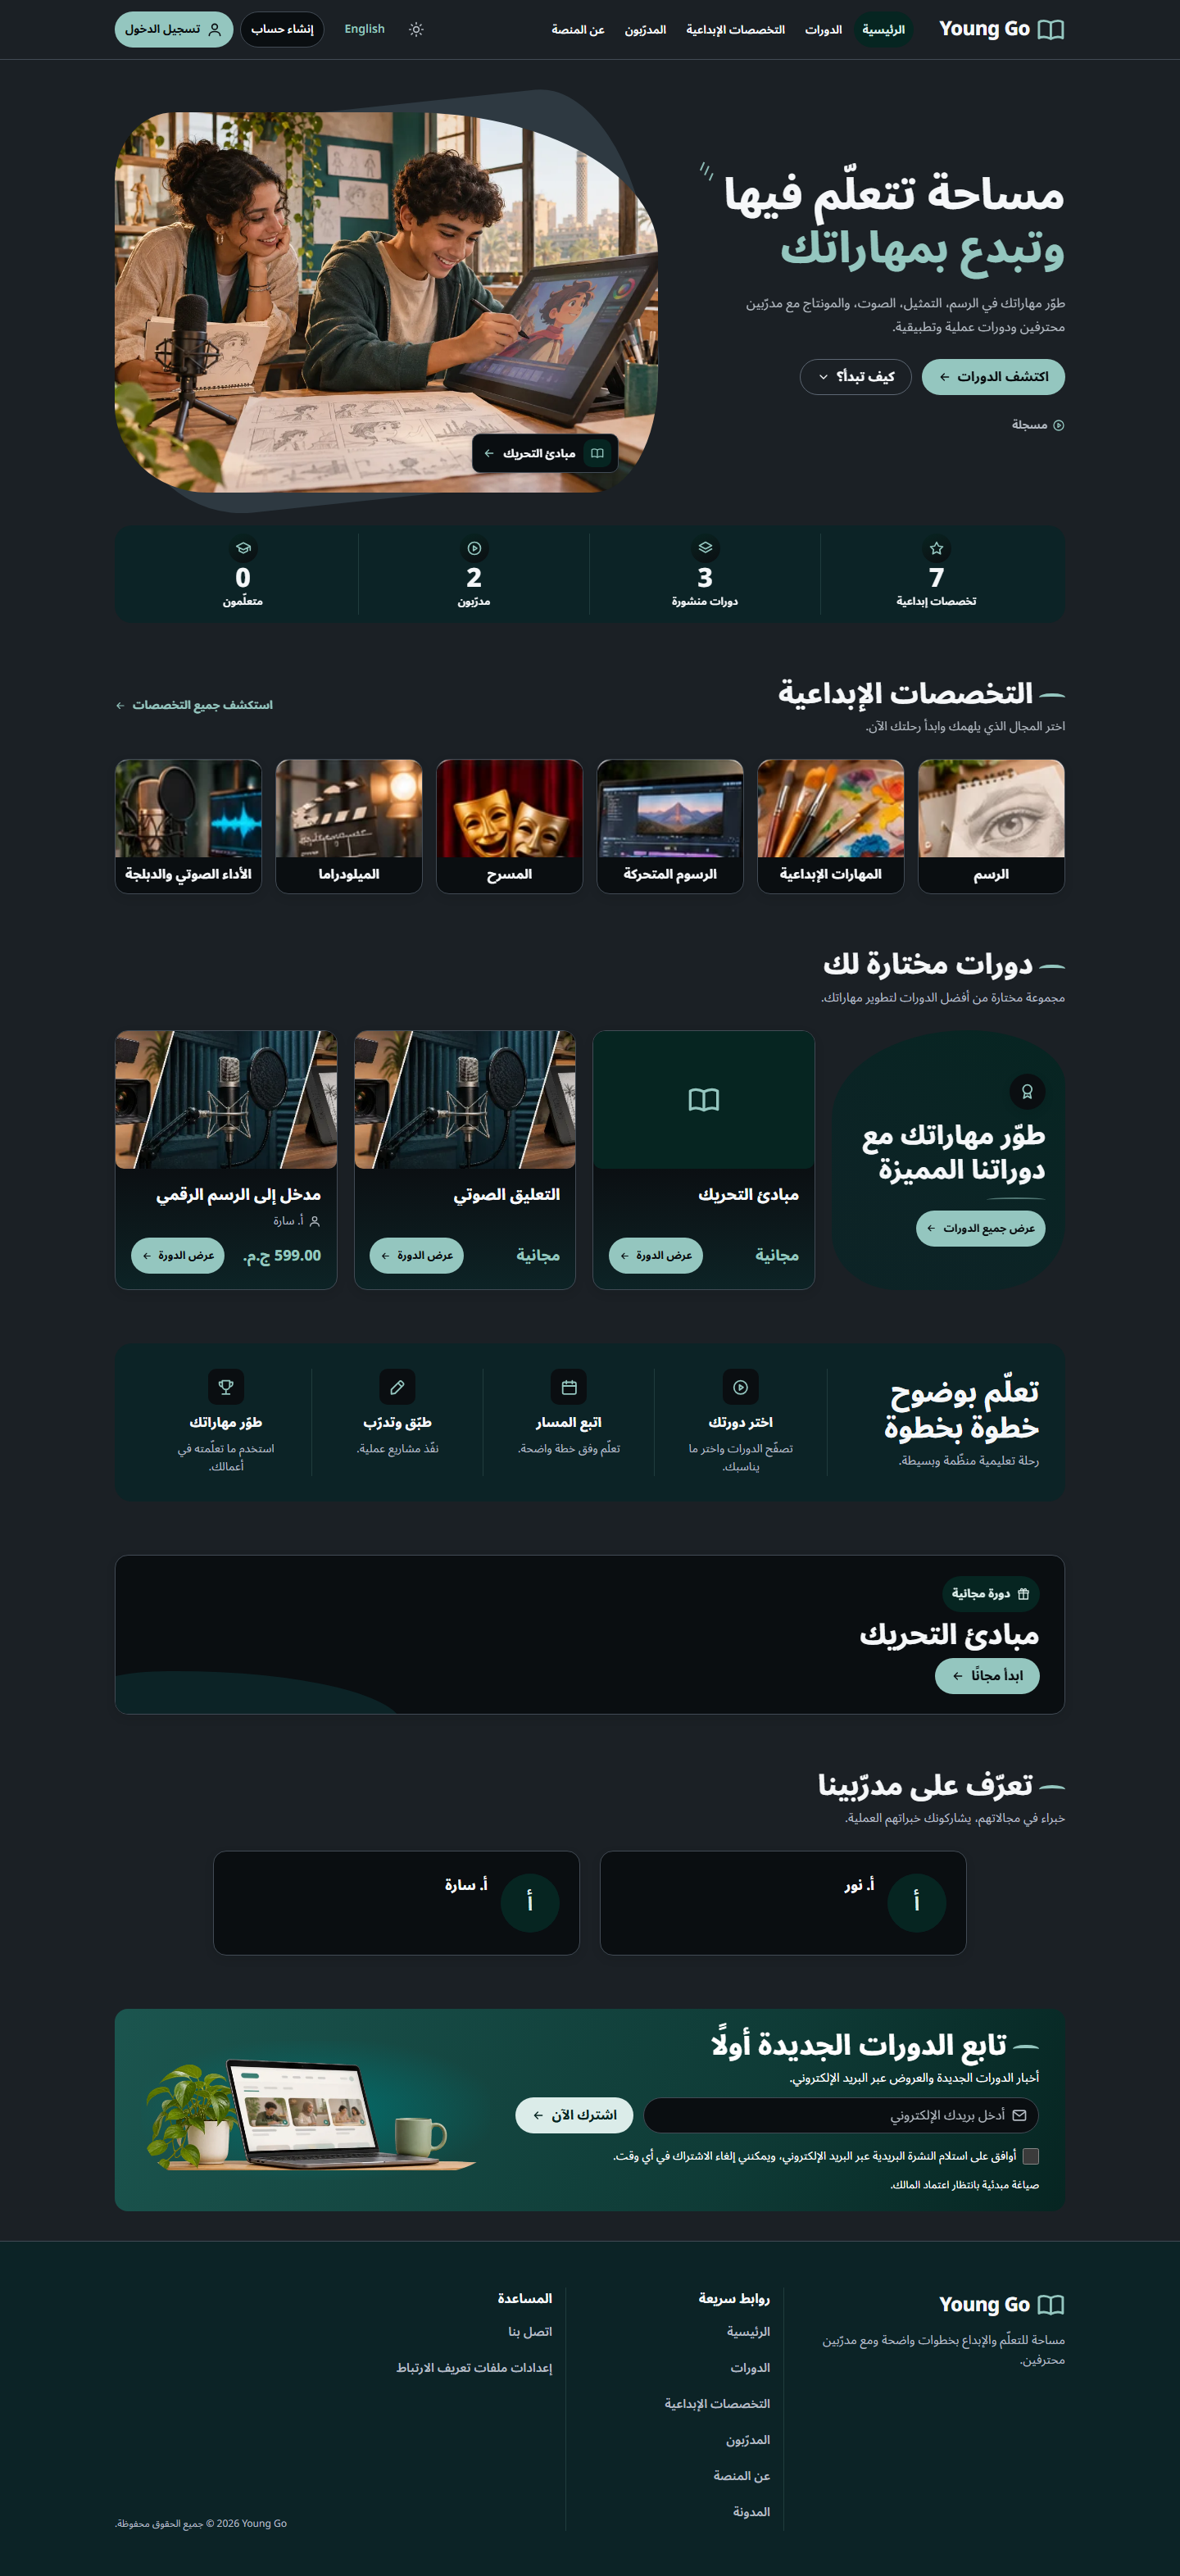 Young Go
الرئيسية
الدورات
التخصصات الإبداعية
المدرّبون
عن المنصة
English
إنشاء حساب
تسجيل الدخول
مساحة تتعلّم فيها
وتبدع بمهاراتك
طوّر مهاراتك في الرسم، التمثيل، الصوت، والمونتاج مع مدرّبين
محترفين ودورات عملية وتطبيقية.
اكتشف الدورات
كيف تبدأ؟
مسجلة
مبادئ التحريك
7
تخصصات إبداعية
3
دورات منشورة
2
مدرّبون
0
متعلّمون
التخصصات الإبداعية
اختر المجال الذي يلهمك وابدأ رحلتك الآن.
استكشف جميع التخصصات
الرسم
المهارات الإبداعية
الرسوم المتحركة
المسرح
الميلودراما
الأداء الصوتي والدبلجة
دورات مختارة لك
مجموعة مختارة من أفضل الدورات لتطوير مهاراتك.
طوّر مهاراتك مع
دوراتنا المميزة
عرض جميع الدورات
مبادئ التحريك
مجانية
عرض الدورة
التعليق الصوتي
مجانية
عرض الدورة
مدخل إلى الرسم الرقمي
أ. سارة
599.00 ج.م.
عرض الدورة
تعلّم بوضوح
خطوة بخطوة
رحلة تعليمية منظّمة وبسيطة.
اختر دورتك
تصفّح الدورات واختر ما
يناسبك.
اتبع المسار
تعلّم وفق خطة واضحة.
طبّق وتدرّب
نفّذ مشاريع عملية.
طوّر مهاراتك
استخدم ما تعلّمته في
أعمالك.
دورة مجانية
مبادئ التحريك
ابدأ مجانًا
تعرّف على مدرّبينا
خبراء في مجالاتهم، يشاركونك خبراتهم العملية.
أ
أ. نور
أ
أ. سارة
تابع الدورات الجديدة أولًا
أخبار الدورات الجديدة والعروض عبر البريد الإلكتروني.
أدخل بريدك الإلكتروني
اشترك الآن
أوافق على استلام النشرة البريدية عبر البريد الإلكتروني، ويمكنني إلغاء الاشتراك في أي وقت.
صياغة مبدئية بانتظار اعتماد المالك.
Young Go
مساحة للتعلّم والإبداع بخطوات واضحة ومع مدرّبين
محترفين.
روابط سريعة
الرئيسية
الدورات
التخصصات الإبداعية
المدرّبون
عن المنصة
المدونة
المساعدة
اتصل بنا
إعدادات ملفات تعريف الارتباط
Young Go 2026 © جميع الحقوق محفوظة.